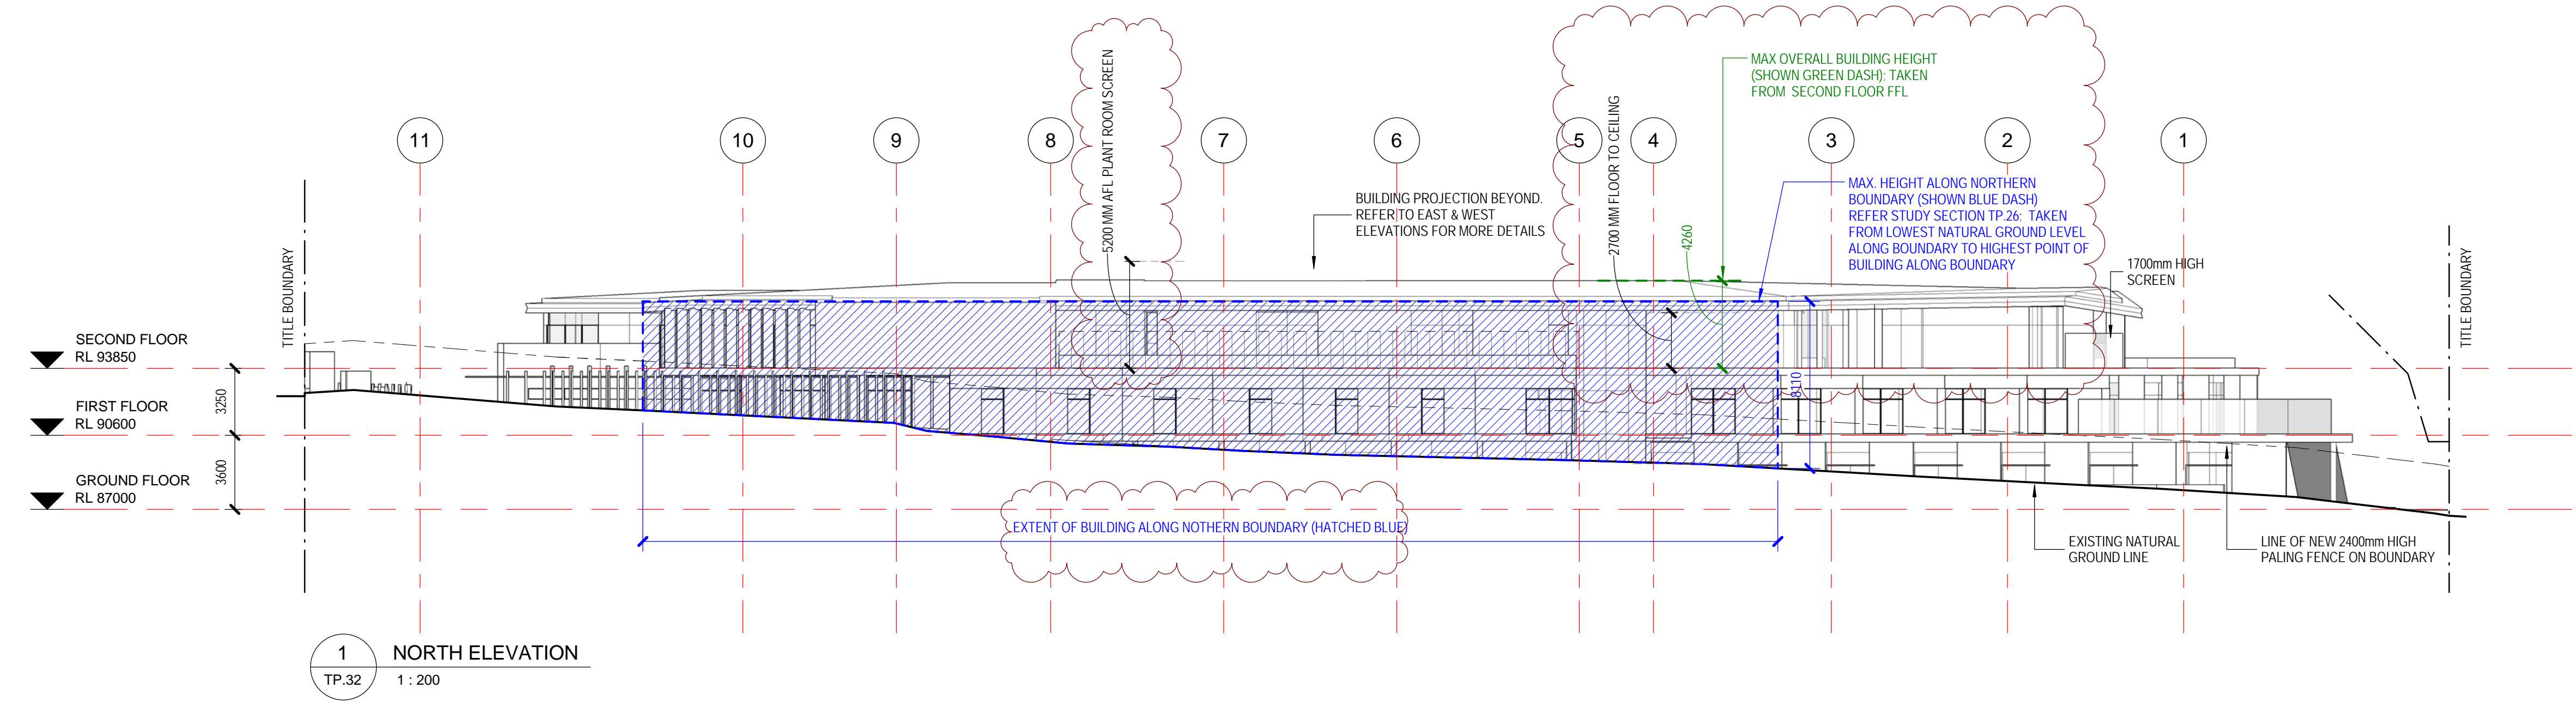 5200 MM AFL PLANT ROOM SCREEN
MAX OVERALL BUILDING HEIGHT
(SHOWN GREEN DASH); TAKEN
FROM SECOND FLOOR FFL
11
10
9
8
7
6
5
4
3
2
1
2700 MM FLOOR TO CEILING
BUILDING PROJECTION BEYOND.
REFER TO EAST & WEST
ELEVATIONS FOR MORE DETAILS
4260
MAX. HEIGHT ALONG NORTHERN
BOUNDARY (SHOWN BLUE DASH)
REFER STUDY SECTION TP.26; TAKEN
FROM LOWEST NATURAL GROUND LEVEL
ALONG BOUNDARY TO HIGHEST POINT OF
BUILDING ALONG BOUNDARY
1700mm HIGH
SCREEN
TITLE BOUNDARY
TITLE BOUNDARY
SECOND FLOOR
RL 93850
3250
FIRST FLOOR
RL 90600
3600
GROUND FLOOR
RL 87000
8110
EXTENT OF BUILDING ALONG NOTHERN BOUNDARY (HATCHED BLUE)
EXISTING NATURAL
GROUND LINE
LINE OF NEW 2400mm HIGH
PALING FENCE ON BOUNDARY
1
TP.32
NORTH ELEVATION
1 : 200